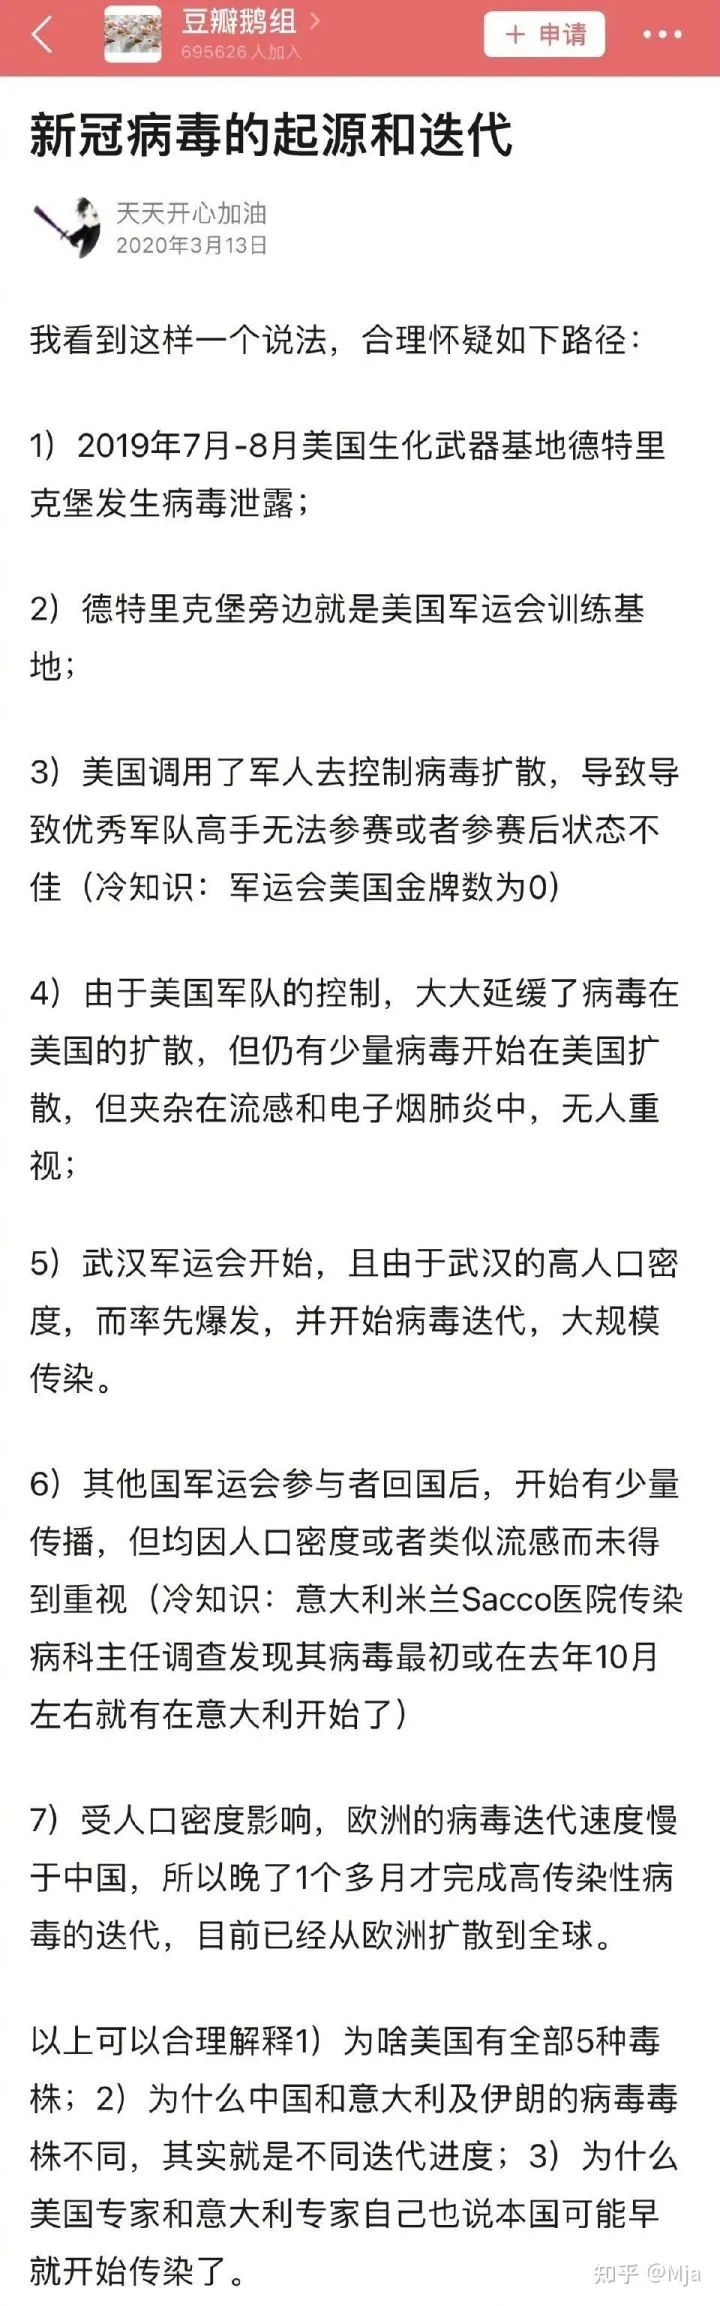 豆瓣鹅组
695626人加入
+ 申请
新冠病毒的起源和迭代
天天开心加油
2020年3月13日
我看到这样一个说法，合理怀疑如下路径：
1）2019年7月-8月美国生化武器基地德特里
克堡发生病毒泄露；
2）德特里克堡旁边就是美国军运会训练基
地；
3）美国调用了军人去控制病毒扩散，导致导
致优秀军队高手无法参赛或者参赛后状态不
佳（冷知识：军运会美国金牌数为0）
4）由于美国军队的控制，大大延缓了病毒在
美国的扩散，但仍有少量病毒开始在美国扩
散，但夹杂在流感和电子烟肺炎中，无人重
视；
5）武汉军运会开始，且由于武汉的高人口密
度，而率先爆发，并开始病毒迭代，大规模
传染。
6）其他国军运会参与者回国后，开始有少量
传播，但均因人口密度或者类似流感而未得
到重视（冷知识：意大利米兰Sacco医院传染
病科主任调查发现其病毒最初或在去年10月
左右就有在意大利开始了）
7）受人口密度影响，欧洲的病毒迭代速度慢
于中国，所以晚了1个多月才完成高传染性病
毒的迭代，目前已经从欧洲扩散到全球。
以上可以合理解释1）为啥美国有全部5种毒
株；2）为什么中国和意大利及伊朗的病毒毒
株不同，其实就是不同迭代进度；3）为什么
美国专家和意大利专家自己也说本国可能早
就开始传染了。
知乎 @Mja